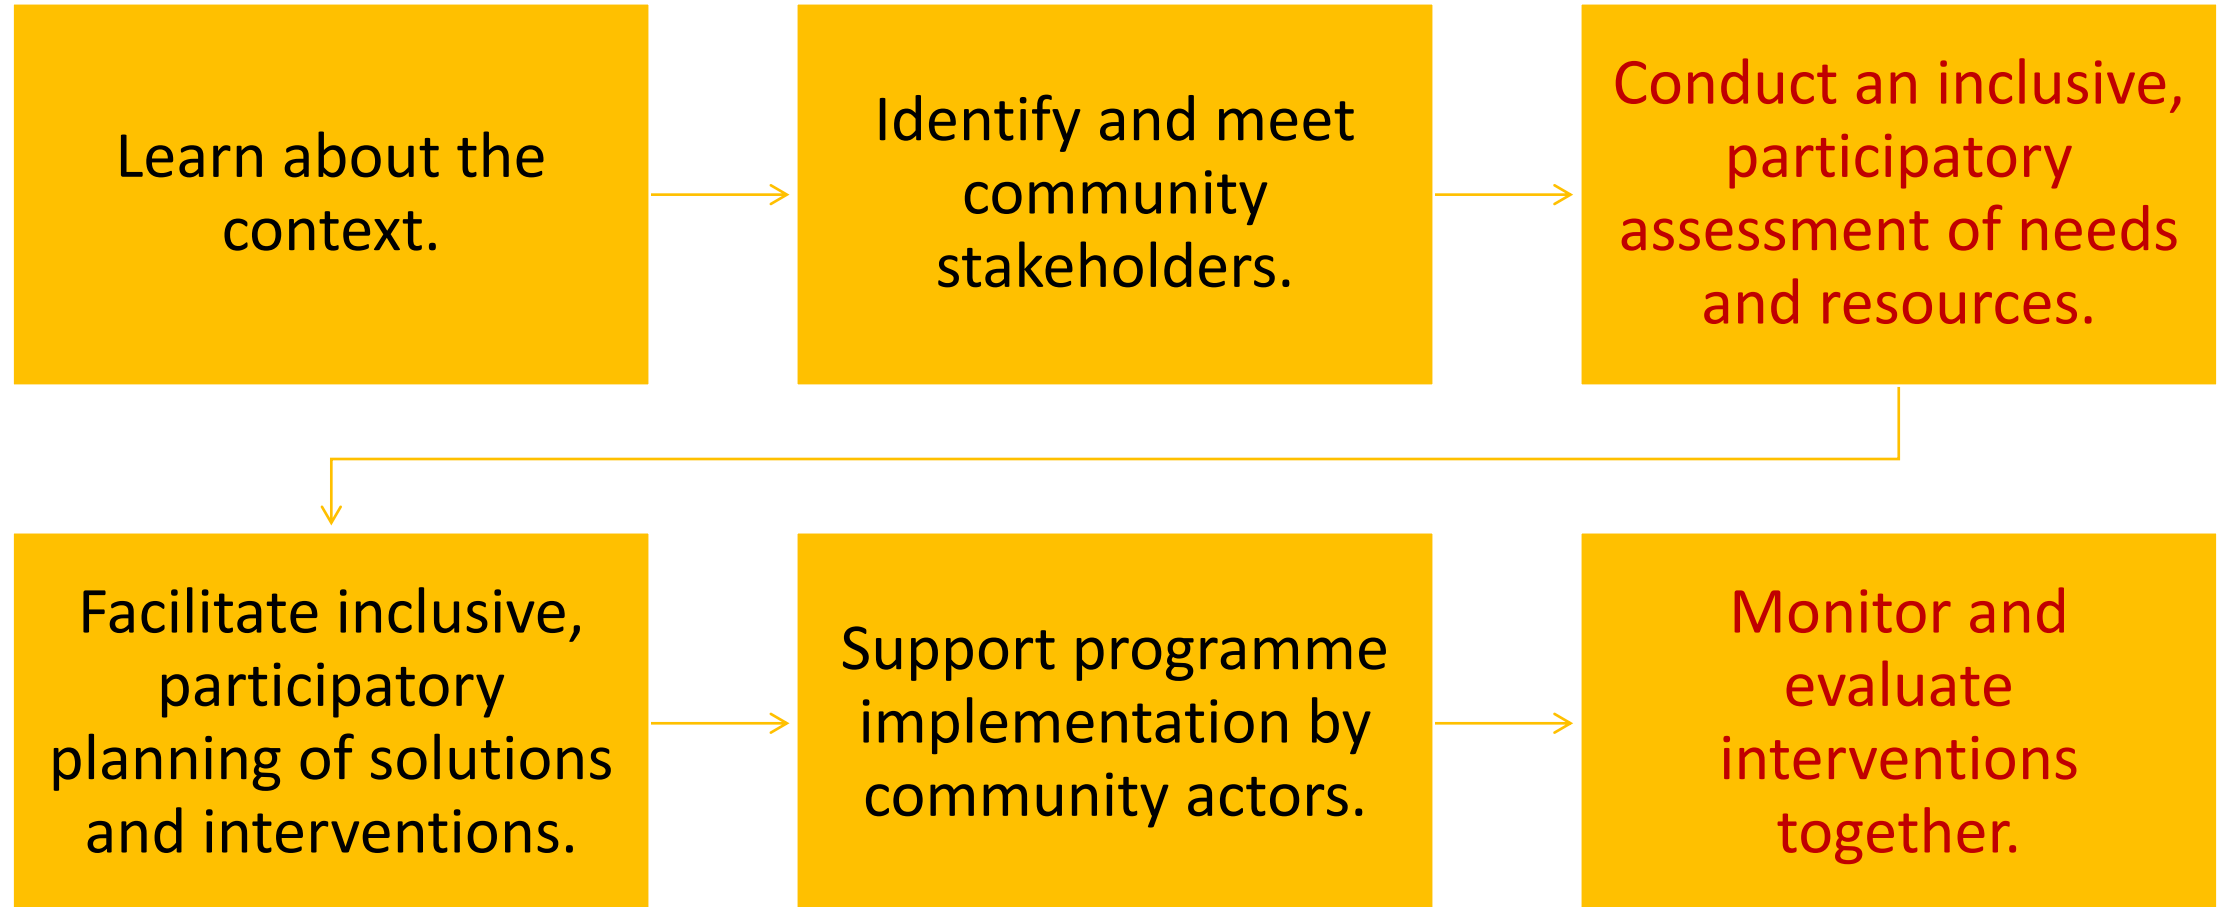 Learn about the
context.
Identify and meet
community
stakeholders.
Conduct an inclusive,
participatory
assessment of needs
and resources.
Facilitate inclusive,
participatory
planning of solutions
and interventions.
Support programme
implementation by
community actors.
Monitor and
evaluate
interventions
together.